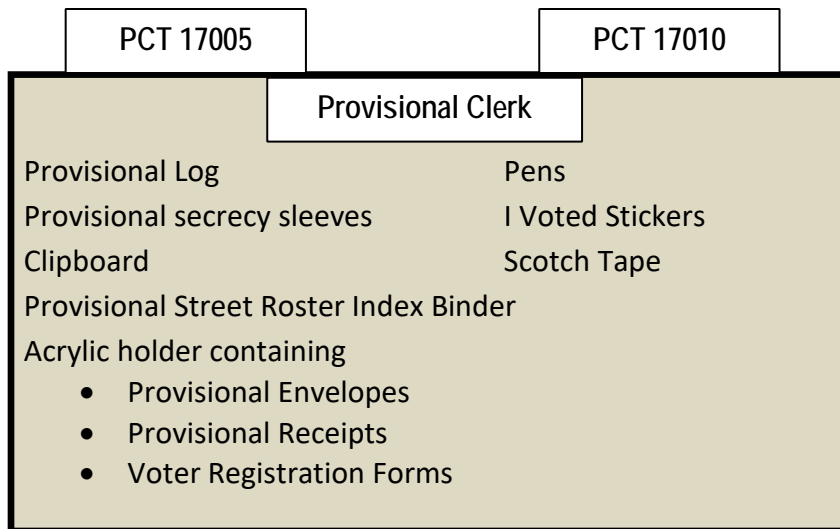 PCT 17005 PCT 17010
Provisional Clerk
Provisional Log Pens
Provisional secrecy sleeves I Voted Stickers
Clipboard Scotch Tape
Provisional Street Roster Index Binder
Acrylic holder containing
• Provisional Envelopes
• Provisional Receipts
• Voter Registration Forms